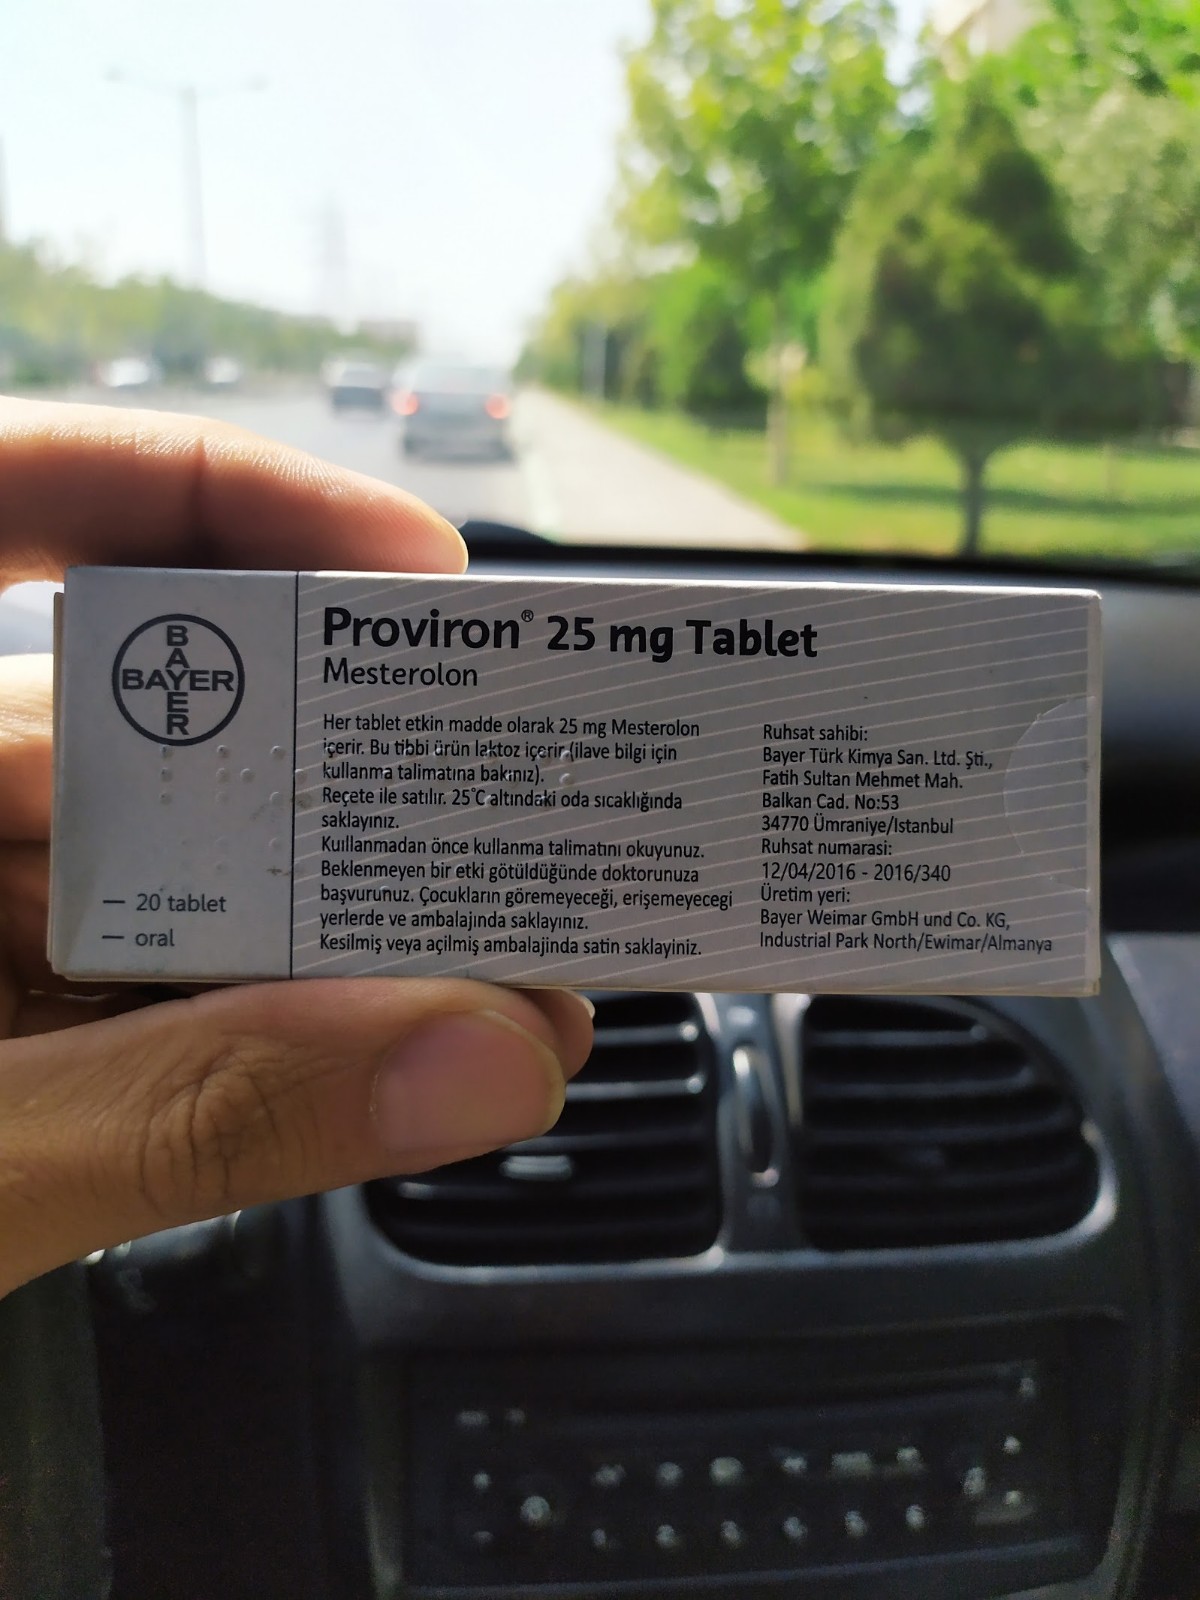 BAYER
BAYER
— 20 tablet
— oral
Proviron® 25 mg Tablet
Mesterolon
Her tablet etkin madde olarak 25 mg Mesterolon
içerir. Bu tibbi ürün laktoz içerir (ilave bilgi için
kullanma talimatına bakınız).
Reçete ile satılır. 25°C altındaki oda sıcaklığında
saklayınız.
Kuıllanmadan önce kullanma talimatını okuyunuz.
Beklenmeyen bir etki götüldüğünde doktorunuza
başvurunuz. Çocukların göremeyeceği, erişemeyecegi
yerlerde ve ambalajında saklayınız.
Kesilmiş veya açilmiş ambalajinda satin saklayiniz.
Ruhsat sahibi:
Bayer Türk Kimya San. Ltd. Şti.,
Fatih Sultan Mehmet Mah.
Balkan Cad. No:53
34770 Ümraniye/Istanbul
Ruhsat numarasi:
12/04/2016 - 2016/340
Üretim yeri:
Bayer Weimar GmbH und Co. KG,
Industrial Park North/Ewimar/Almanya